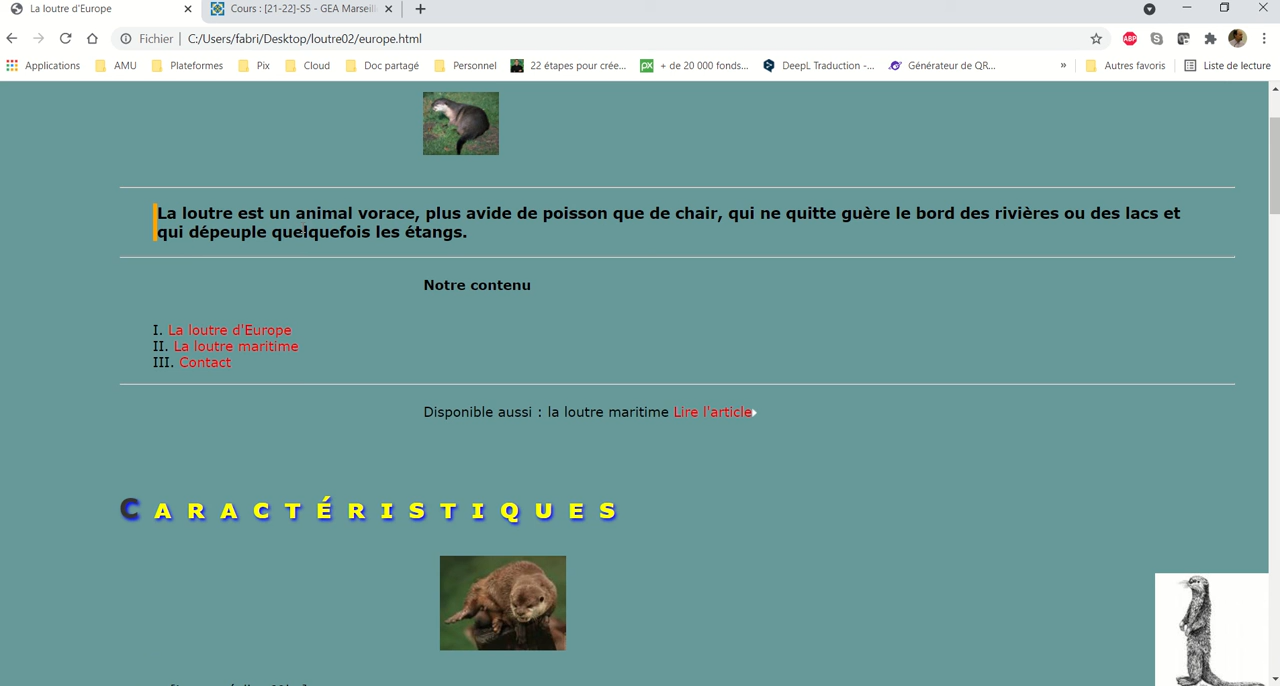 La loutre d'Europe
Cours : [21-22]-S5 - GEA Marseill
Fichier
C:/Users/fabri/Desktop/loutre02/europe.html
ABP
Applications
AMU
Plateformes
Pix
Cloud
Doc partagé
Personnel
22 étapes pour crée...
px
+ de 20 000 fonds...
DeepL Traduction -...
Générateur de QR...
»
Autres favoris
Liste de lecture
La loutre est un animal vorace, plus avide de poisson que de chair, qui ne quitte guère le bord des rivières ou des lacs et
qui dépeuple quelquefois les étangs.
Notre contenu
I. La loutre d'Europe
II. La loutre maritime
III. Contact
Disponible aussi : la loutre maritime Lire l'article
CARACTÉRISTIQUES